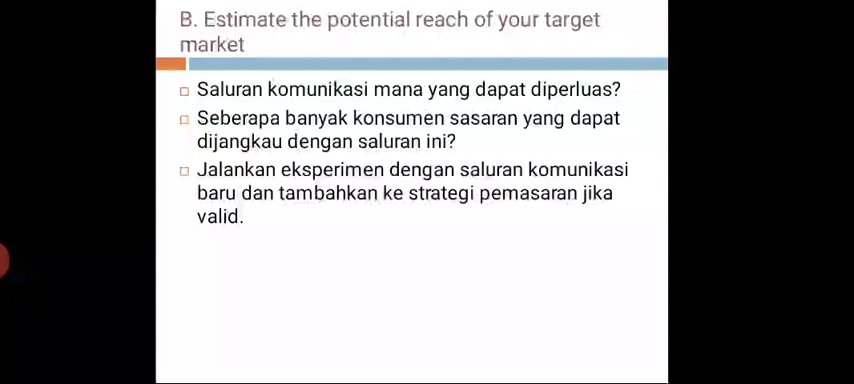 B. Estimate the potential reach of your target
market
Saluran komunikasi mana yang dapat diperluas?
Seberapa banyak konsumen sasaran yang dapat
dijangkau dengan saluran ini?
Jalankan eksperimen dengan saluran komunikasi
baru dan tambahkan ke strategi pemasaran jika
valid.